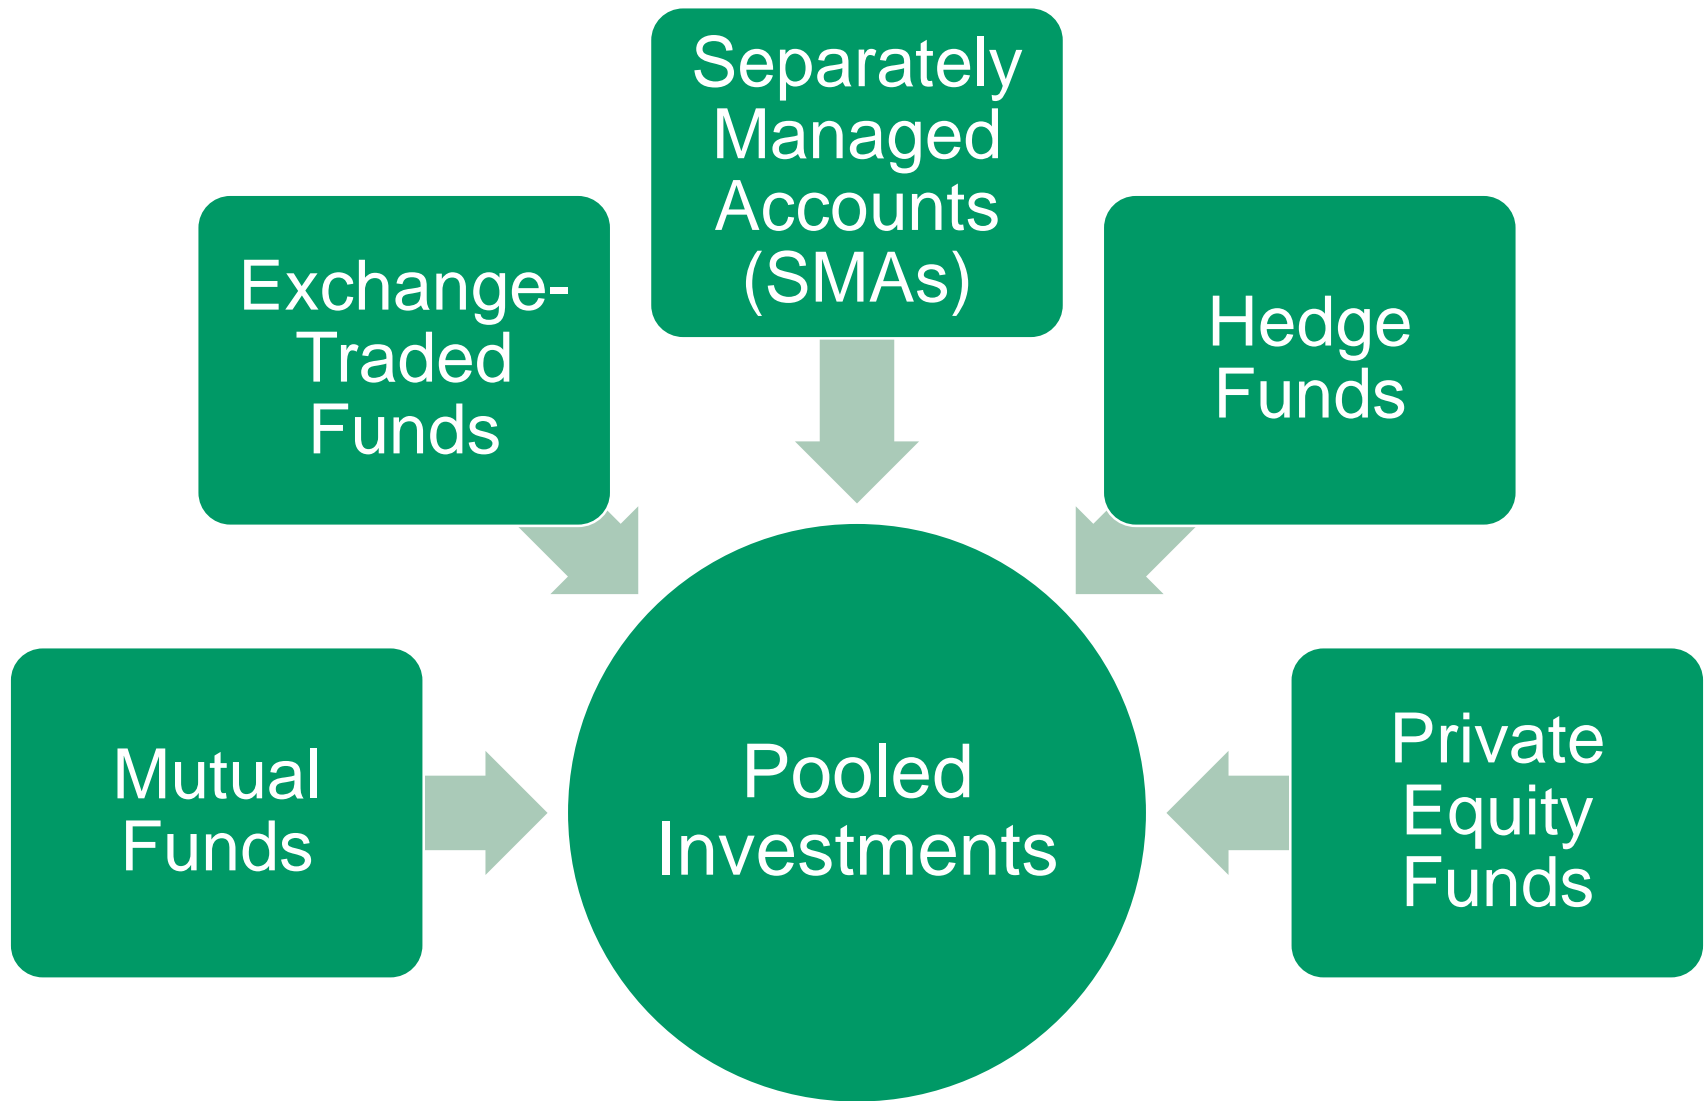 Separately
Managed
Accounts
(SMAs)
Exchange-
Traded
Funds
Hedge
Funds
Mutual
Funds
Pooled
Investments
Private
Equity
Funds